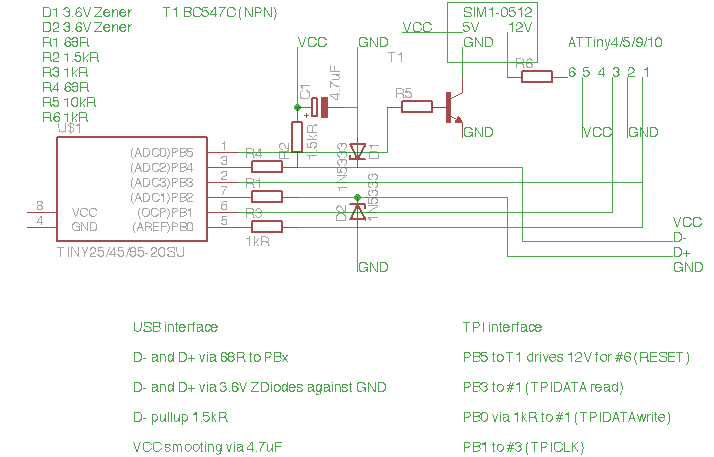 D1 3.6V Zener
D2 3.6V Zener
R1 68R
R2 1.5kR
R3 1kR
R4 68R
R5 10kR
R6 1kR
T1 BC547C(NPN)
SIM1-0512
5V 12V
VCC
GND
VCC
GND
T1
ATTiny4/5/9/10
6 5 4 3 2 1
R6
R5
C1
4.7uF
+
GND
VCC
GND
U$1
(ADC0)PB5
(ADC2)PB4
(ADC3)PB3
(ADC1)PB2
(OCP)PB1
(AREF)PB0
VCC
GND
8
4
1
3
2
7
6
5
TINY25/45/85-20SU
R4
R1
R3
1kR
R2
1.5kR
D1
1N5333
D2
1N5333
GND
VCC
D-
D+
GND
USB interface
D- and D+ via 68R to PBx
D- and D+ via 3.6V ZDiodes against GND
D- pullup 1.5kR
VCC smoothing via 4.7uF
TPI interface
PB5 to T1 drives 12V for #6(RESET)
PB3 to #1(TPIDATA read)
PB0 via 1kR to #1(TPIDATAwrite)
PB1 to #3(TPICLK)